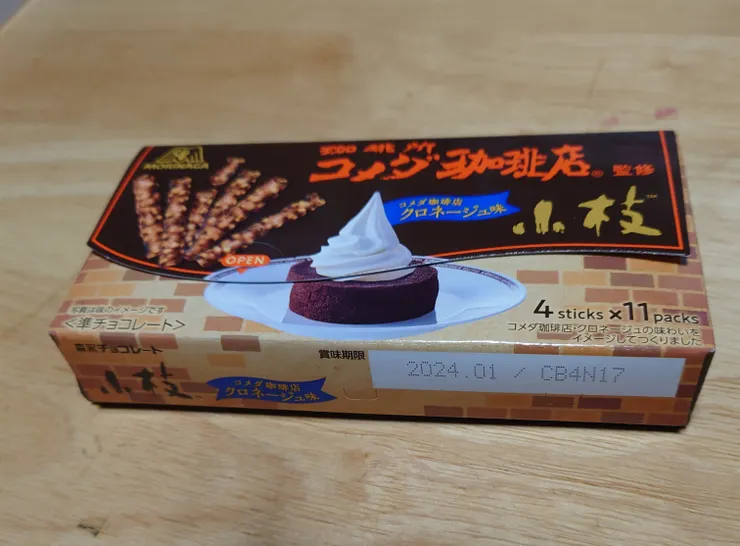 MORINAGA
珈琲所
コメダ珈琲店®監修
コメダ珈琲店
クロネージュ味
小枝™
OPEN
写真は味のイメージです
<準チョコレート>
4 sticks ×11 packs
コメダ珈琲店・クロネージュの味わいを
イメージしてつくりました
森永チョコレート
小枝
コメダ珈琲店
クロネージュ味
賞味期限
2024.01 / CB4N17